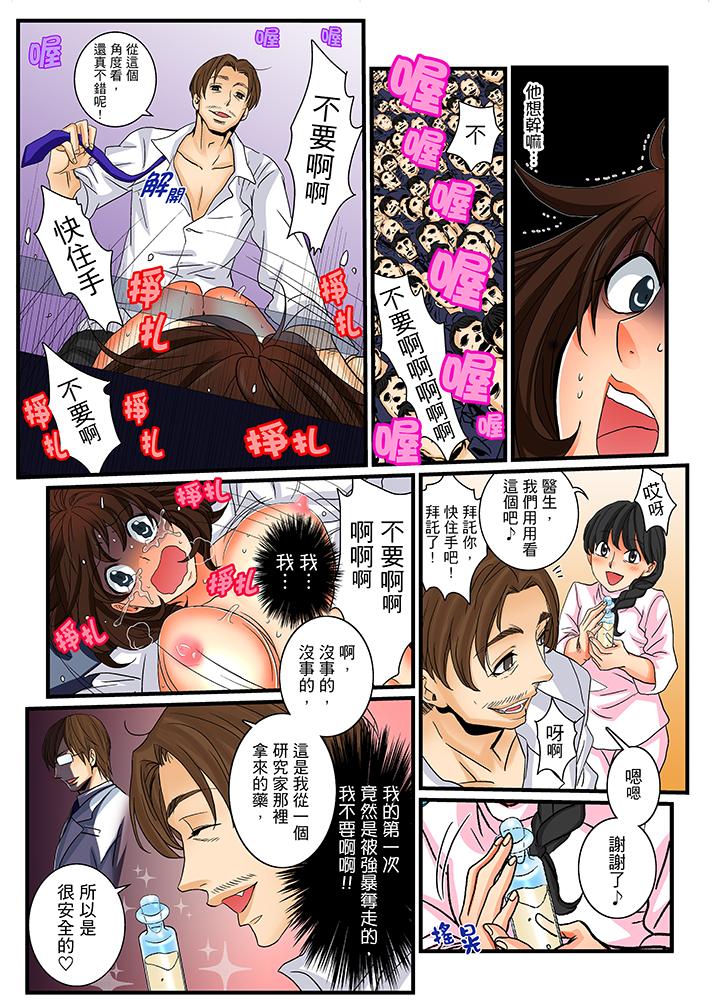 他想幹嘛…
不
不要啊啊啊啊啊
喔
喔
喔
喔
喔
喔
喔
喔
喔
喔
喔
不要啊啊
從這個
角度看，
還真不錯呢！
解開
快住手
不要啊
掙扎
掙扎
掙扎
掙扎
掙扎
掙扎
哎呀
醫生，
我們用用看
這個吧♪
拜託你，
快住手吧！
拜託了！
呀啊
不要啊啊
啊啊啊
我…
我…
掙扎
掙扎
掙扎
掙扎
嗯嗯
謝謝了♪
搖晃
啊，
沒事的，
沒事的，
這是我從一個
研究家那裡
拿來的藥，
我的第一次
竟然是被強暴奪走的，
我不要啊啊!!
所以是
很安全的♡